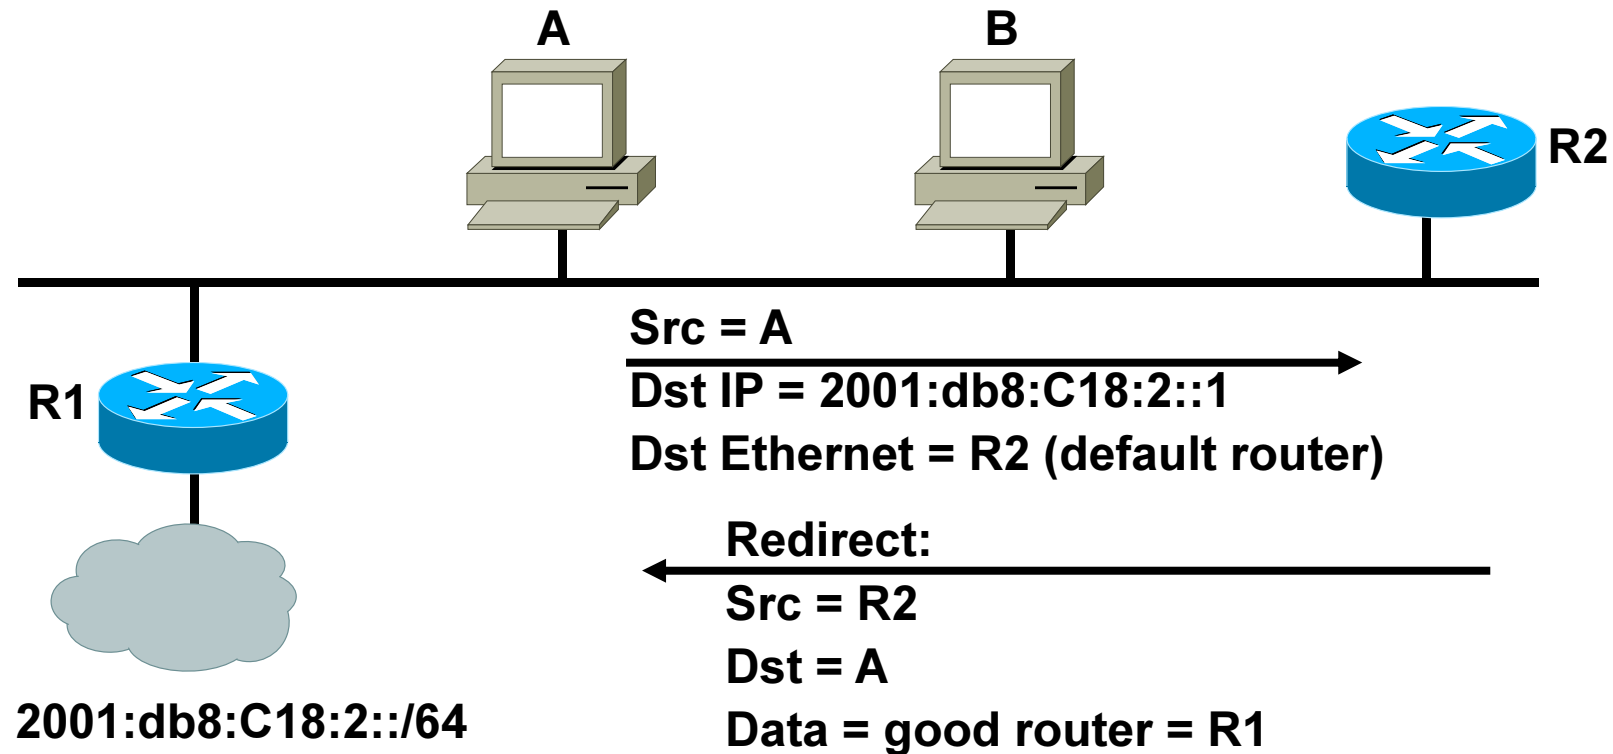 A
B
R2
R1
Src = A
Dst IP = 2001:db8:C18:2::1
Dst Ethernet = R2 (default router)
Redirect:
Src = R2
Dst = A
Data = good router = R1
2001:db8:C18:2::/64